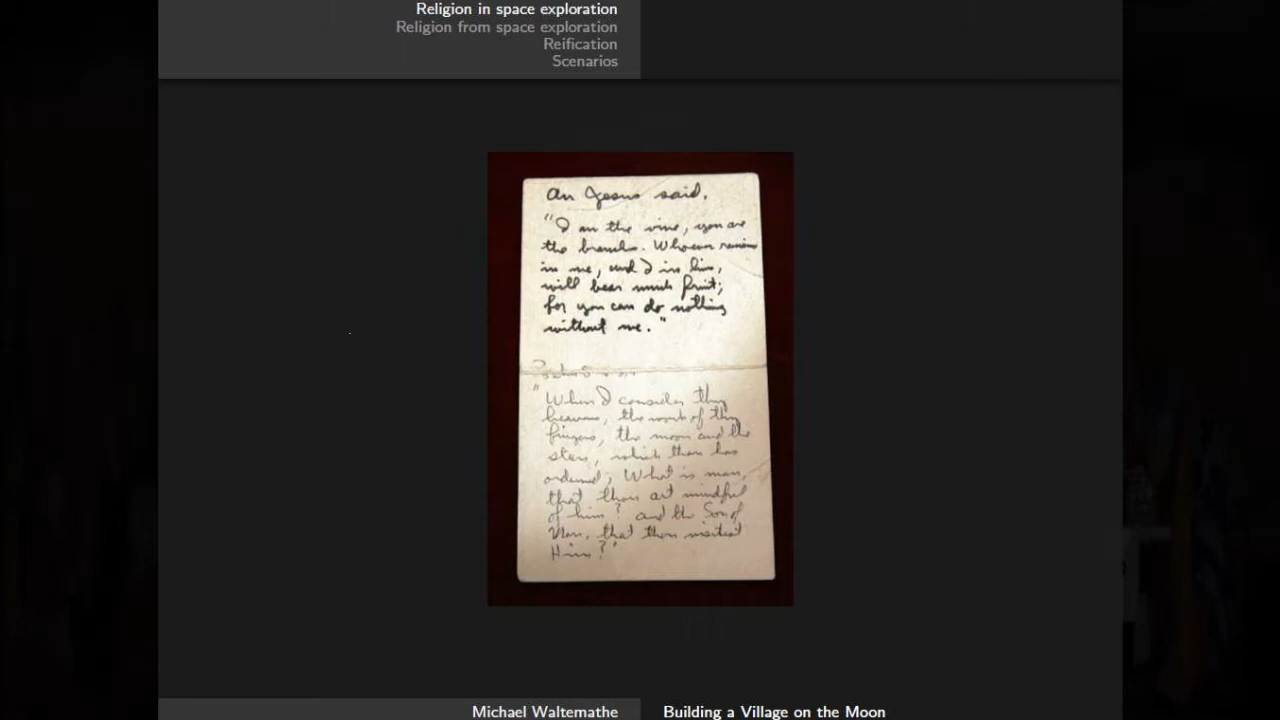 Religion in space exploration
Religion from space exploration
Reification
Scenarios
An Jesus said,
"I am the vine, you are
the branches. Whoever remains
in me, and I in him,
will bear much fruit;
for you can do nothing
without me."
"When I consider thy
heavens, the work of thy
fingers, the moon and the
stars, which thou has
ordained; What is man,
that thou art mindful
of him? and the Son of
Man, that thou visitest
Him?"
Michael Waltemathe
Building a Village on the Moon